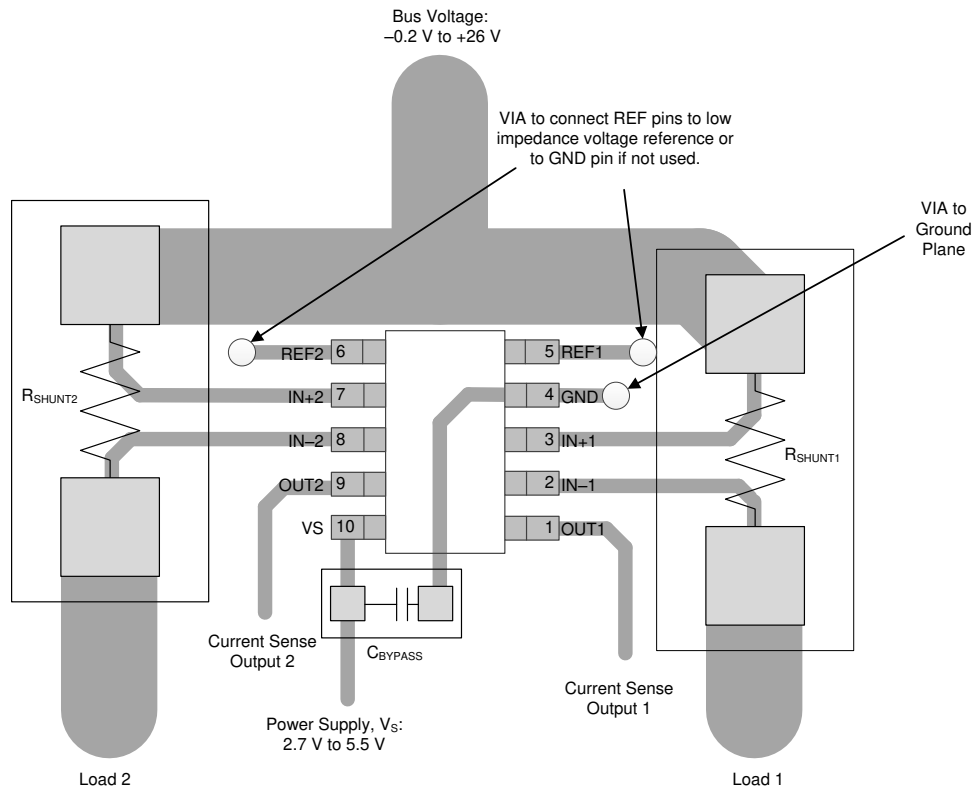 Bus Voltage:
–0.2 V to +26 V
VIA to connect REF pins to low
impedance voltage reference or
to GND pin if not used.
VIA to
Ground
Plane
REF2 6
5 REF1
RSHUNT2
IN+2 7
4 GND
IN–2 8
3 IN+1
RSHUNT1
OUT2 9
2 IN–1
VS 10
1 OUT1
Current Sense
Output 2
CBYPASS
Current Sense
Output 1
Power Supply, VS:
2.7 V to 5.5 V
Load 2
Load 1